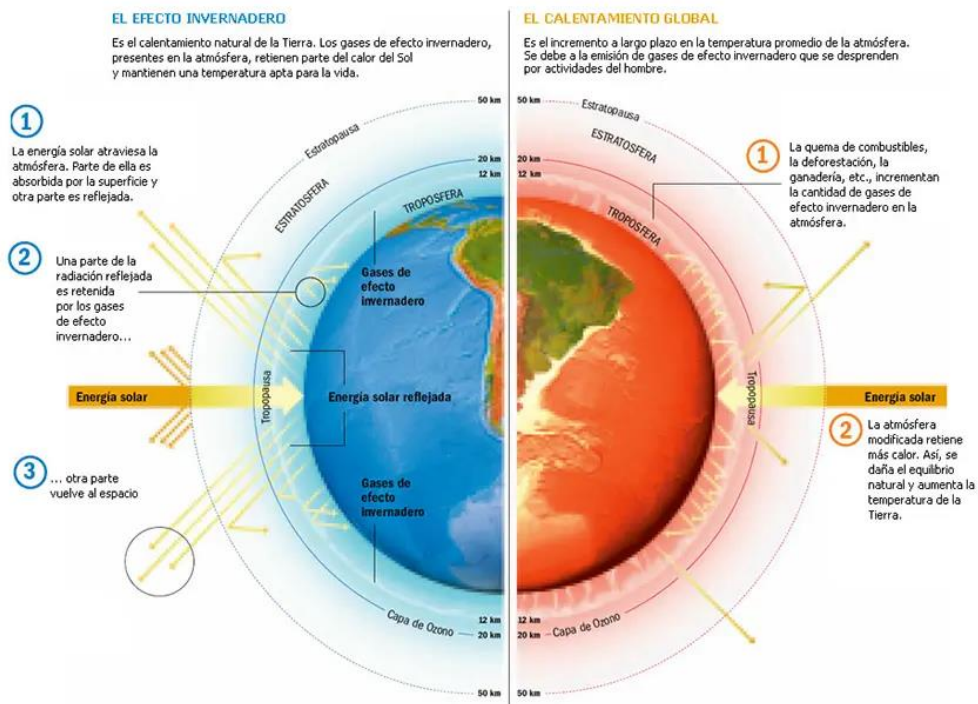 EL EFECTO INVERNADERO
Es el calentamiento natural de la Tierra. Los gases de efecto invernadero,
presentes en la atmósfera, retienen parte del calor del Sol
y mantienen una temperatura apta para la vida.
1
La energía solar atraviesa la
atmósfera. Parte de ella es
absorbida por la superficie y
otra parte es reflejada.
2
Una parte de la
radiación reflejada
es retenida
por los gases
de efecto
invernadero...
Energía solar
3
... otra parte
vuelve al espacio
50 km
Estratopausa
20 km
12 km
ESTRATOSFERA
TROPOSFERA
Gases de
efecto
invernadero
Tropopausa
Energía solar reflejada
Gases de
efecto
invernadero
Capa de Ozono
12 km
20 km
50 km
EL CALENTAMIENTO GLOBAL
Es el incremento a largo plazo en la temperatura promedio de la atmósfera.
Se debe a la emisión de gases de efecto invernadero que se desprenden
por actividades del hombre.
50 km
Estratopausa
ESTRATOSFERA
20 km
12 km
TROPOSFERA
1
La quema de combustibles,
la deforestación, la
ganadería, etc., incrementan
la cantidad de gases de
efecto invernadero en la
atmósfera.
Tropopausa
Energía solar
2
La atmósfera
modificada retiene
más calor. Así, se
daña el equilibrio
natural y aumenta la
temperatura de la
Tierra.
12 km
20 km
Capa de Ozono
50 km